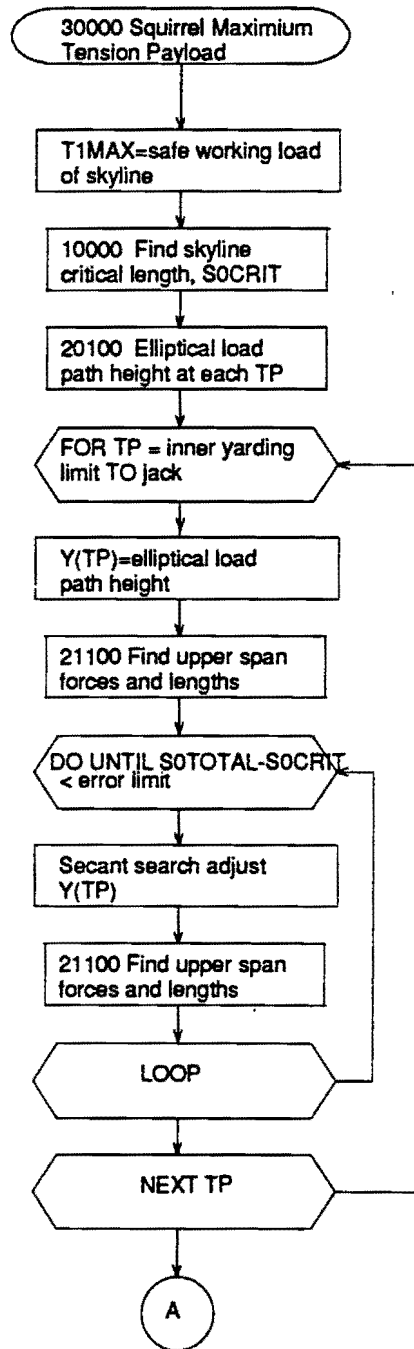 30000 Squirrel Maximium
Tension Payload
T1MAX=safe working load
of skyline
10000 Find skyline
critical length, S0CRIT
20100 Elliptical load
path height at each TP
FOR TP = inner yarding
limit TO jack
Y(TP)=elliptical load
path height
21100 Find upper span
forces and lengths
DO UNTIL S0TOTAL-S0CRIT
< error limit
Secant search adjust
Y(TP)
21100 Find upper span
forces and lengths
LOOP
NEXT TP
A